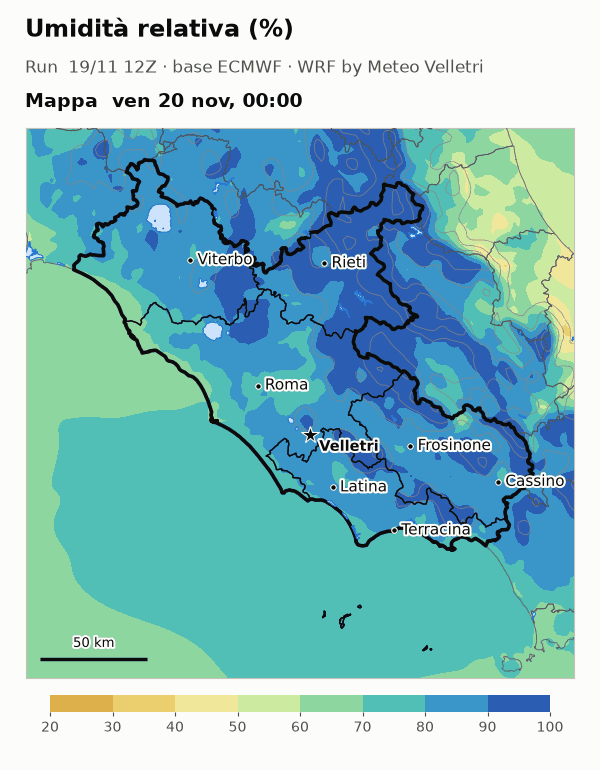 Umidità relativa (%)
Run  19/11 12Z · base ECMWF · WRF by Meteo Velletri
Mappa  ven 20 nov, 00:00
Viterbo
Rieti
Roma
Velletri
Frosinone
Cassino
Latina
Terracina
50 km
20 30 40 50 60 70 80 90 100